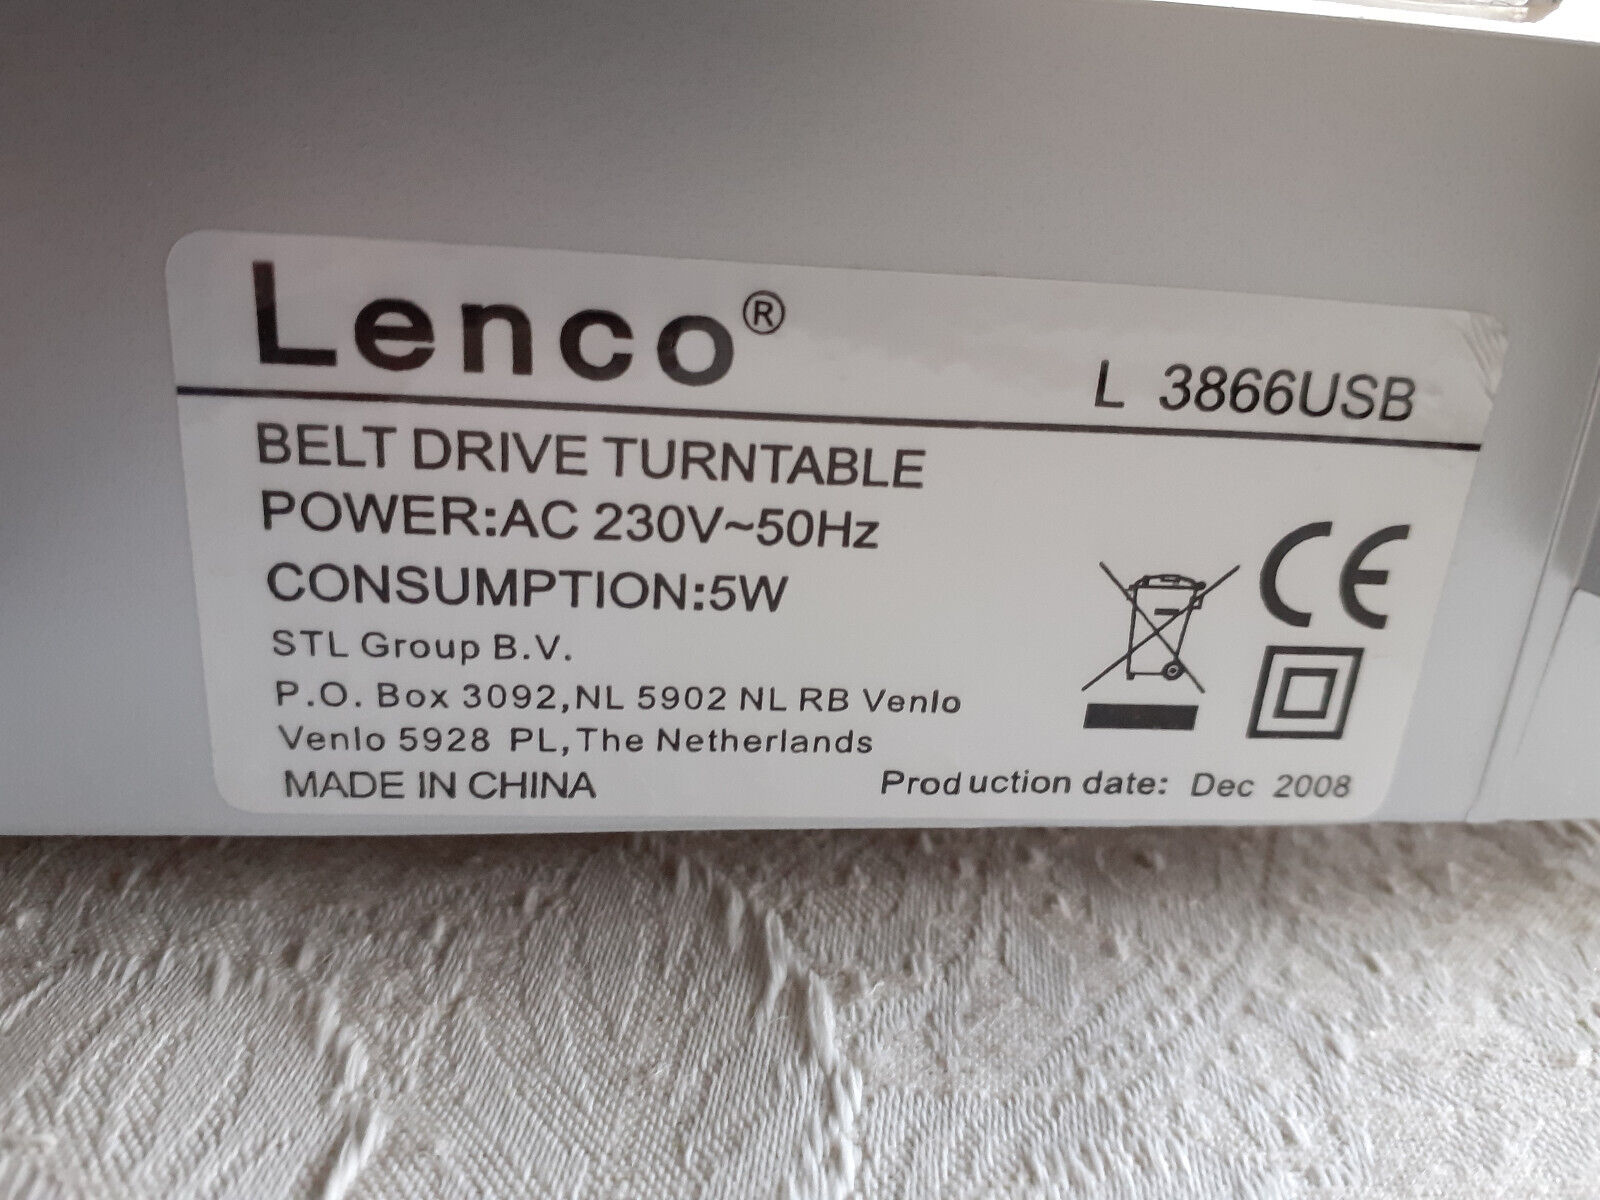 Lenco®
L 3866USB
BELT DRIVE TURNTABLE
POWER:AC 230V~50Hz
CONSUMPTION:5W
STL Group B.V.
P.O. Box 3092,NL 5902 NL RB Venlo
Venlo 5928 PL,The Netherlands
MADE IN CHINA
Production date: Dec 2008
CE